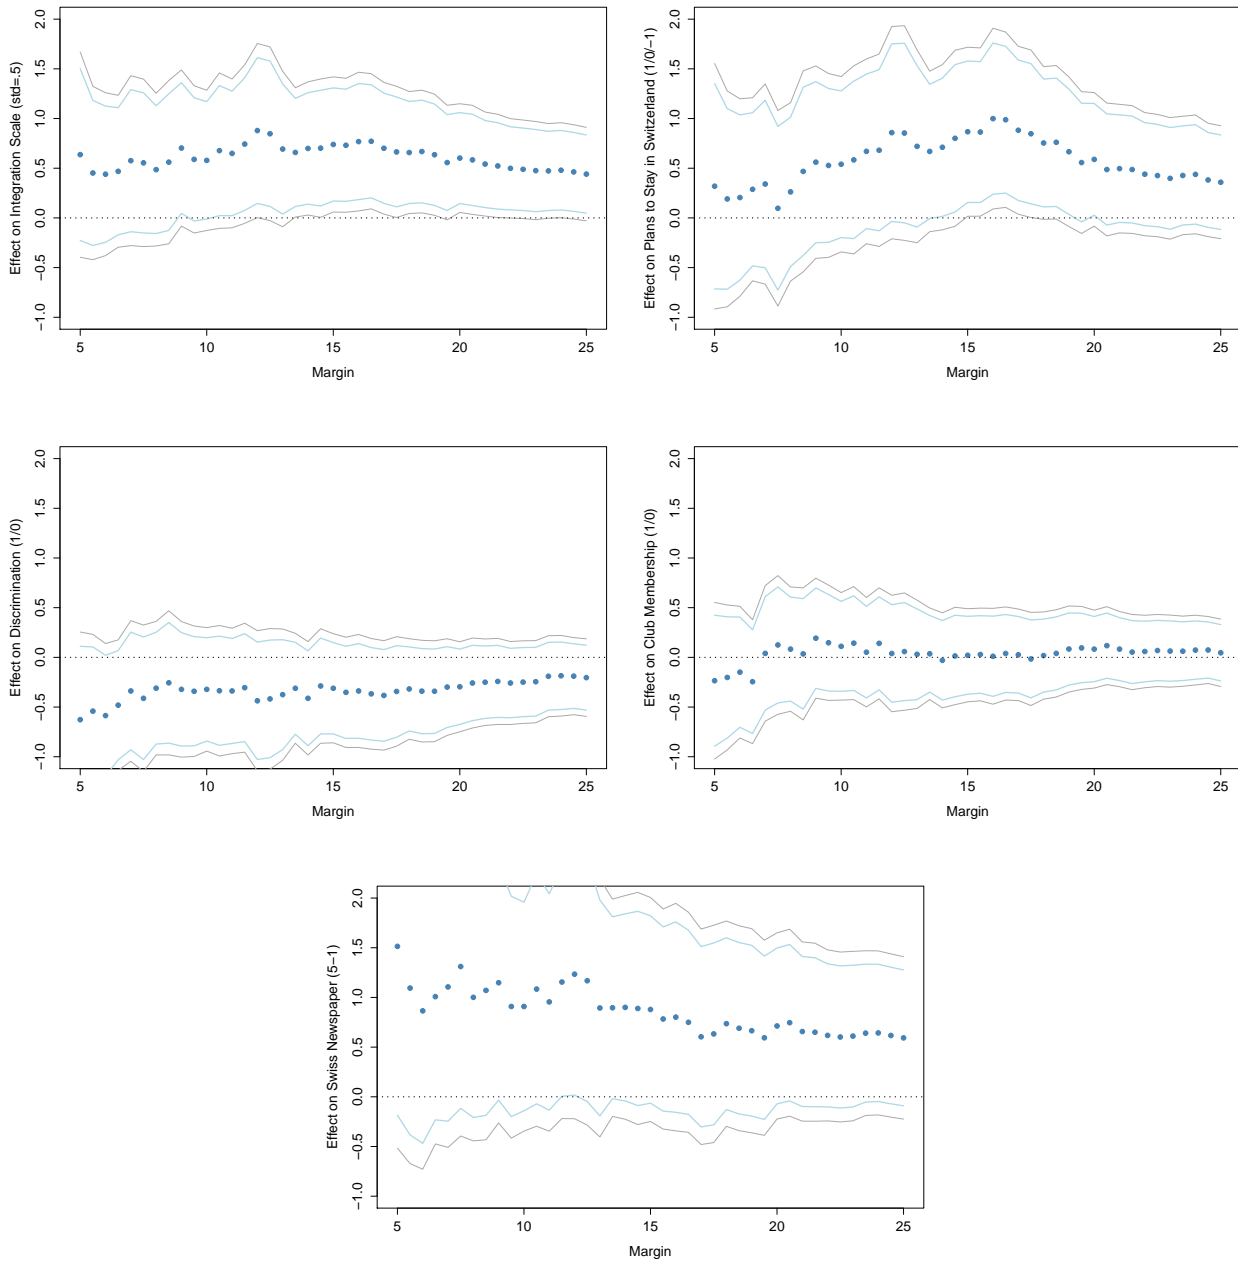 Effect on Integration Scale (std=.5)
2.0
1.5
1.0
0.5
0.0
−0.5
−1.0
5 10 15 20 25
Margin
Effect on Plans to Stay in Switzerland (1/0/−1)
2.0
1.5
1.0
0.5
0.0
−0.5
−1.0
5 10 15 20 25
Margin
Effect on Discrimination (1/0)
2.0
1.5
1.0
0.5
0.0
−0.5
−1.0
5 10 15 20 25
Margin
Effect on Club Membership (1/0)
2.0
1.5
1.0
0.5
0.0
−0.5
−1.0
5 10 15 20 25
Margin
Effect on Swiss Newspaper (5−1)
2.0
1.5
1.0
0.5
0.0
−0.5
−1.0
5 10 15 20 25
Margin